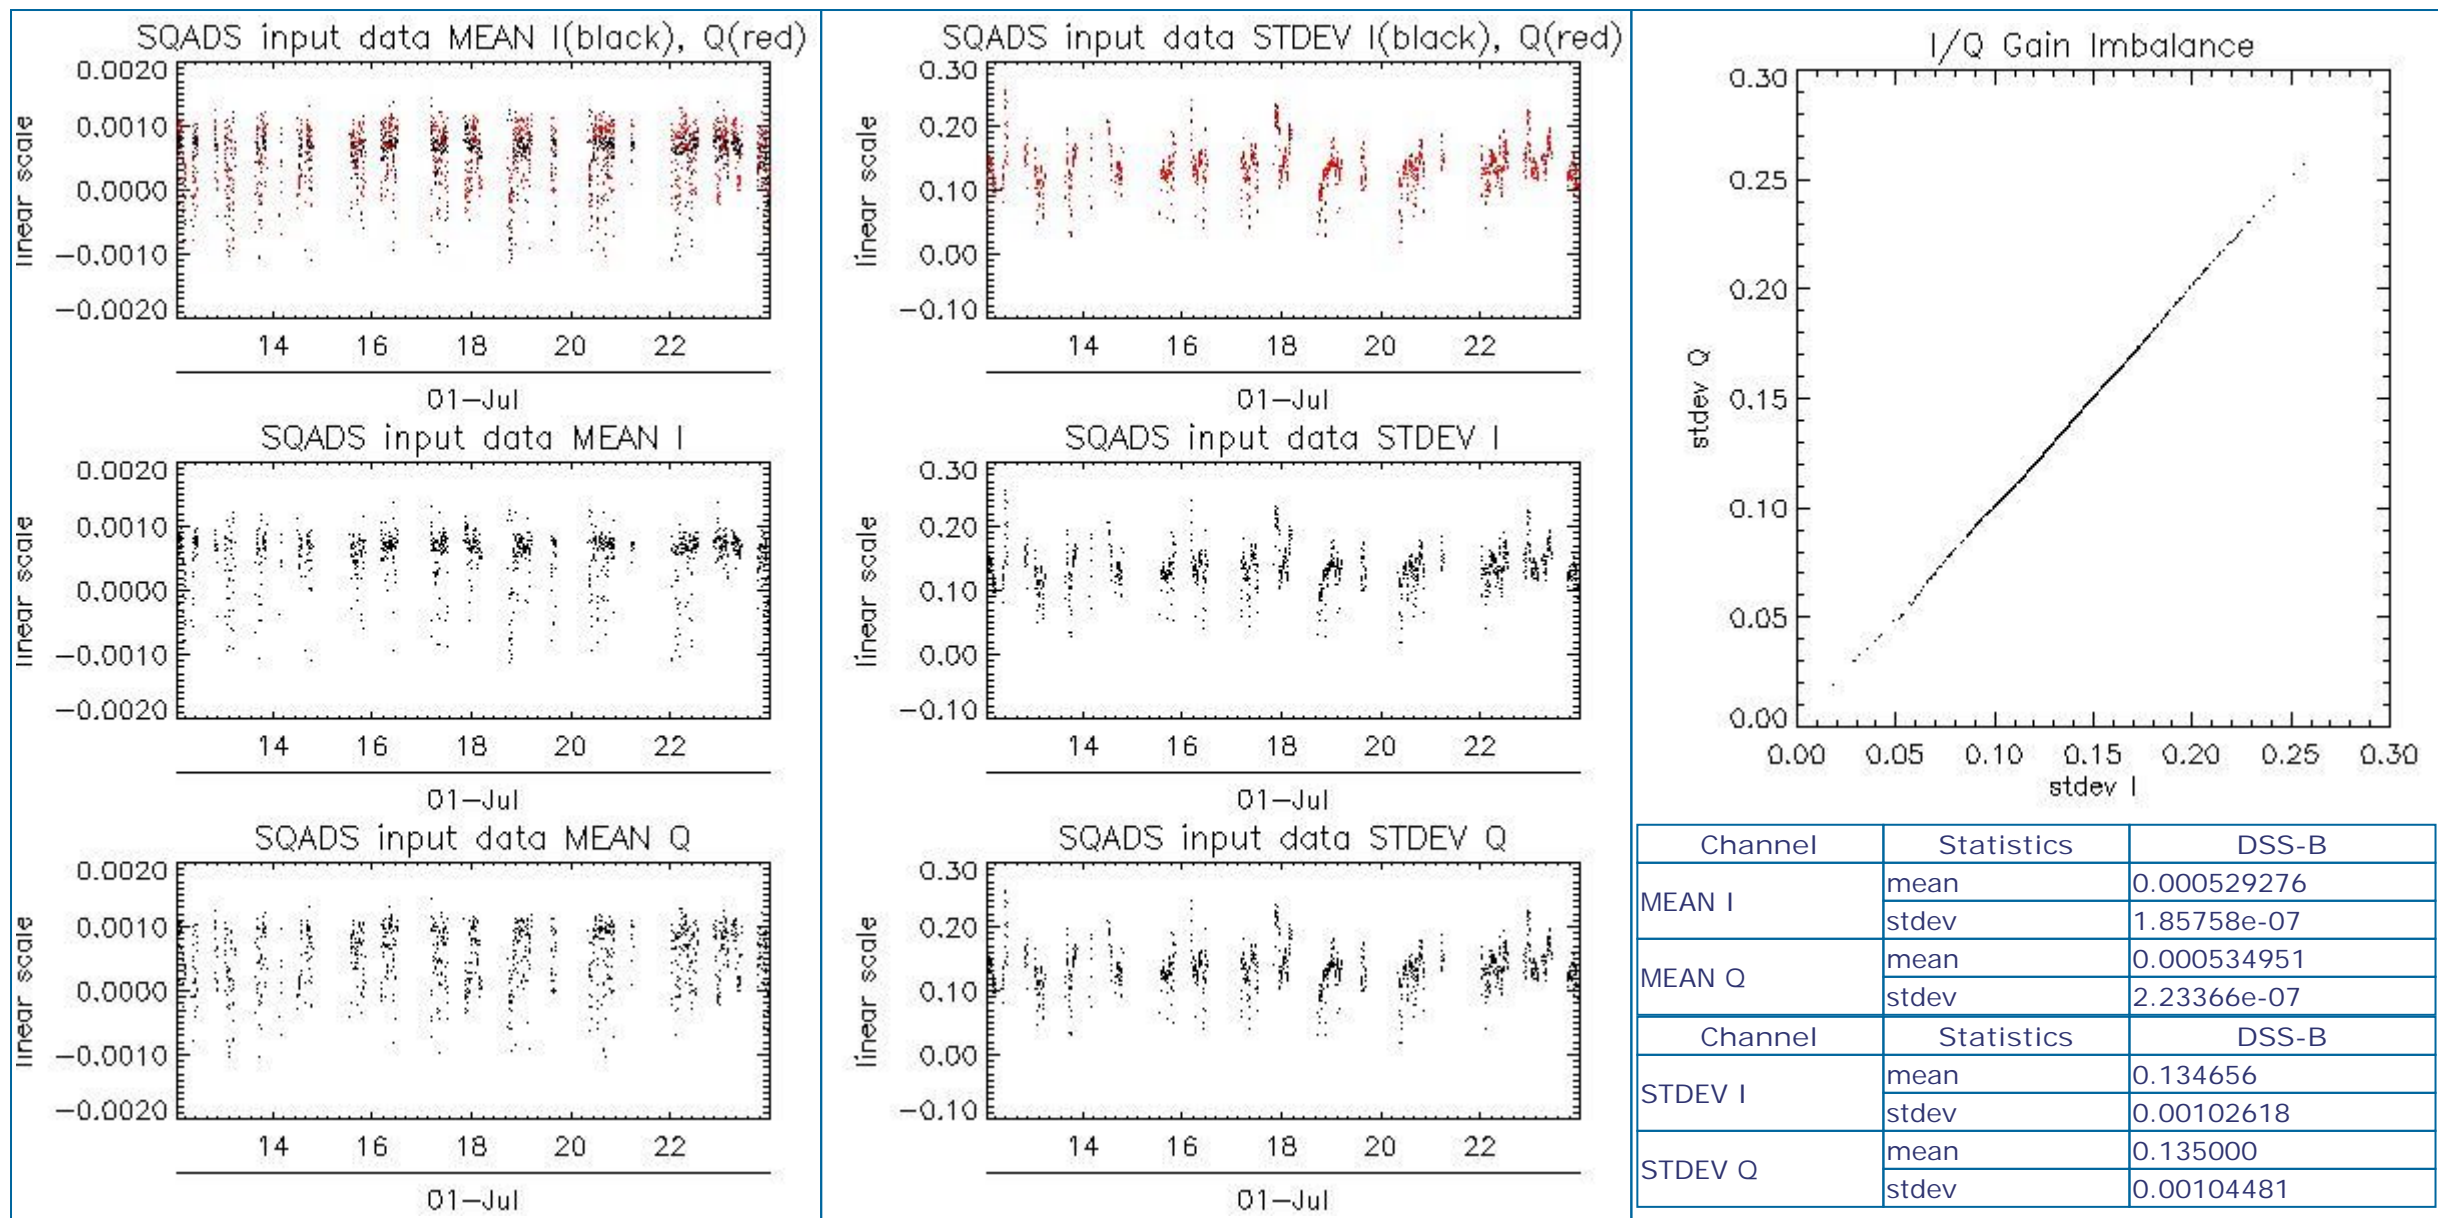 SQADS input data MEAN I(black), Q(red)
linear scale
0.0020
0.0010
0.0000
−0.0010
−0.0020
14 16 18 20 22
01−Jul
SQADS input data MEAN I
linear scale
0.0020
0.0010
0.0000
−0.0010
−0.0020
14 16 18 20 22
01−Jul
SQADS input data MEAN Q
linear scale
0.0020
0.0010
0.0000
−0.0010
−0.0020
14 16 18 20 22
01−Jul
SQADS input data STDEV I(black), Q(red)
linear scale
0.30
0.20
0.10
0.00
−0.10
14 16 18 20 22
01−Jul
SQADS input data STDEV I
linear scale
0.30
0.20
0.10
0.00
−0.10
14 16 18 20 22
01−Jul
SQADS input data STDEV Q
linear scale
0.30
0.20
0.10
0.00
−0.10
14 16 18 20 22
01−Jul
I/Q Gain Imbalance
stdev Q
0.30
0.25
0.20
0.15
0.10
0.05
0.00
0.00 0.05 0.10 0.15 0.20 0.25 0.30
stdev I
Channel Statistics DSS-B
MEAN I mean 0.000529276
stdev 1.85758e-07
MEAN Q mean 0.000534951
stdev 2.23366e-07
Channel Statistics DSS-B
STDEV I mean 0.134656
stdev 0.00102618
STDEV Q mean 0.135000
stdev 0.00104481